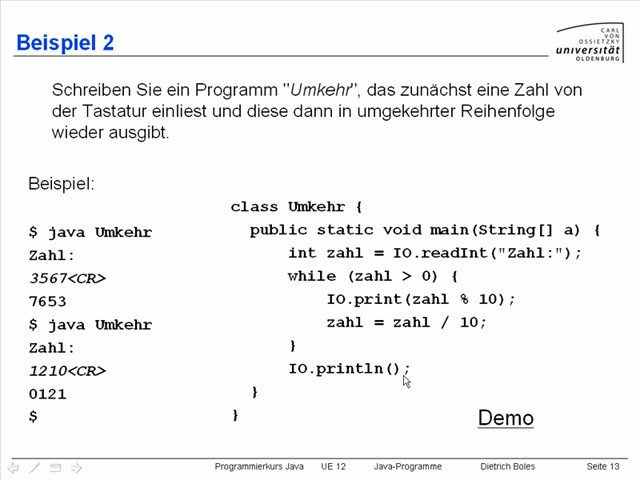 Beispiel 2
CARL
VON
OSSIETZKY
universität
OLDENBURG
Schreiben Sie ein Programm "Umkehr", das zunächst eine Zahl von
der Tastatur einliest und diese dann in umgekehrter Reihenfolge
wieder ausgibt.
Beispiel:
$ java Umkehr
Zahl:
3567<CR>
7653
$ java Umkehr
Zahl:
1210<CR>
0121
$
class Umkehr {
public static void main(String[] a) {
int zahl = IO.readInt("Zahl:");
while (zahl > 0) {
IO.print(zahl % 10);
zahl = zahl / 10;
}
IO.println();
}
}
Demo
Programmierkurs Java UE 12 Java-Programme Dietrich Boles Seite 13